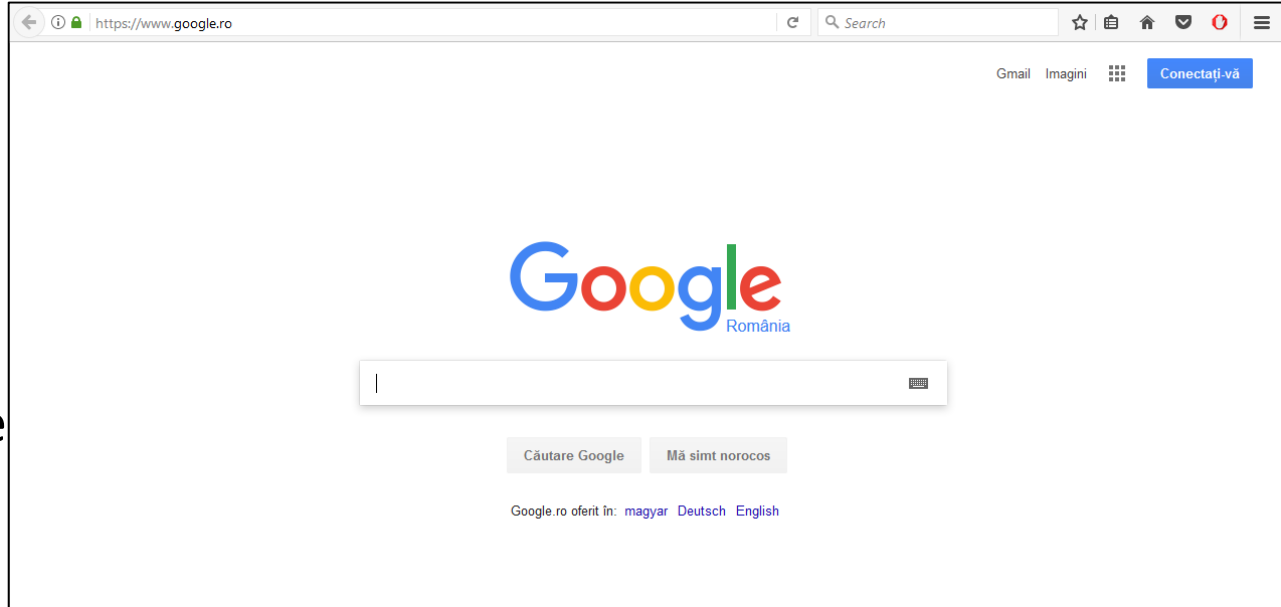 https://www.google.ro
Search
Gmail Imagini Conectați-vă
Google
România
e
Căutare Google Mă simt norocos
Google.ro oferit în: magyar Deutsch English